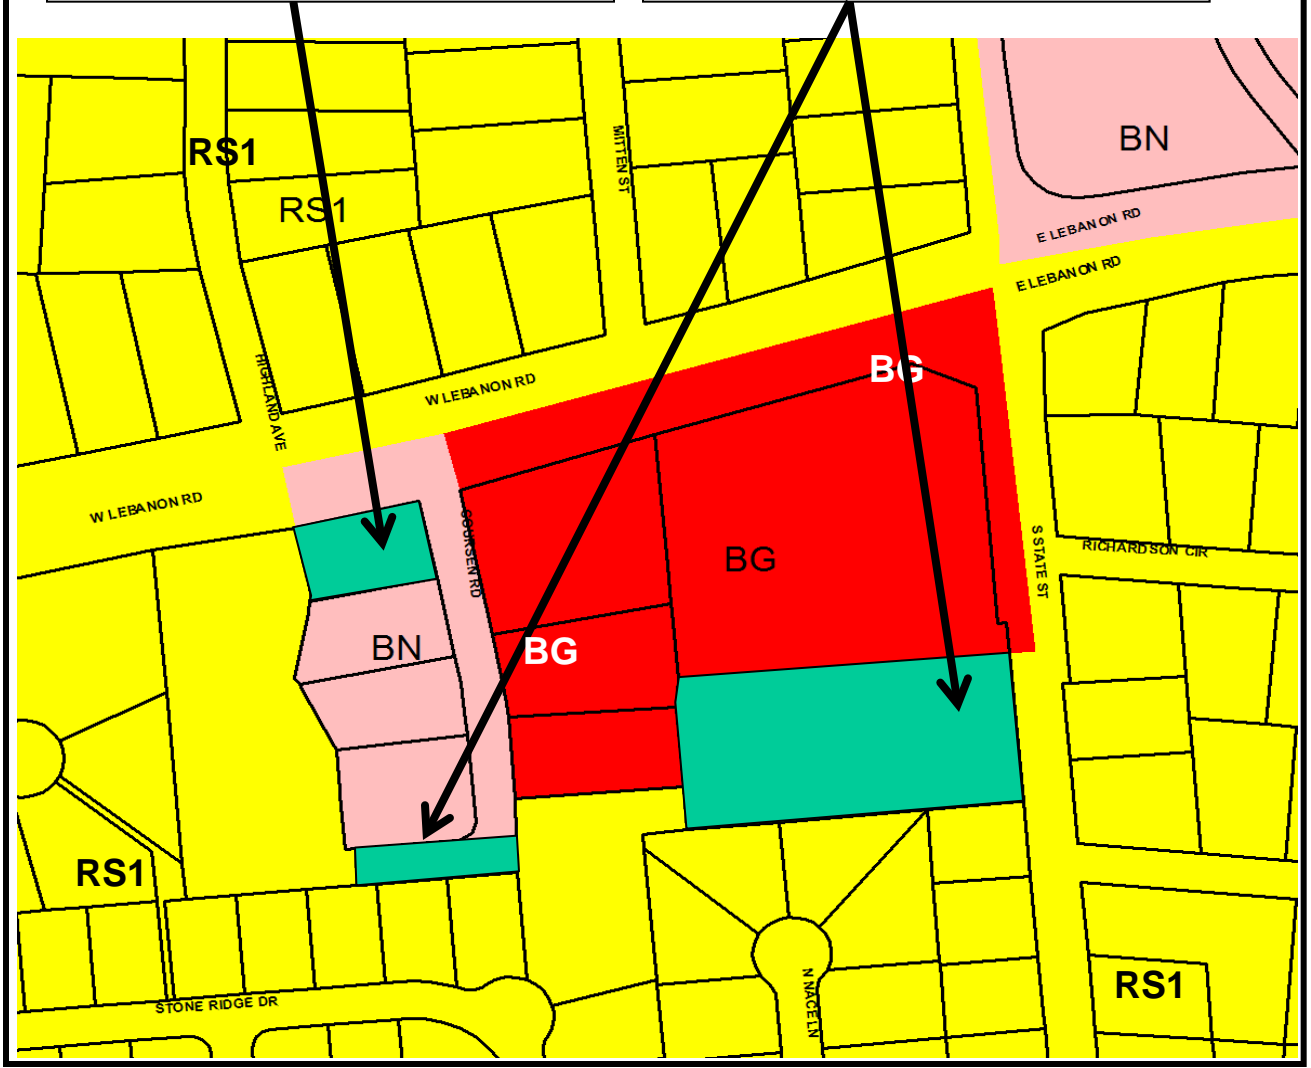 MITTEN ST
BN
RS1
RS1
E LEBANON RD
E LEBANON RD
HIGHLAND AVE
W LEBANON RD
BG
W LEBANON RD
COURSEN RD
BG
S STATE ST
RICHARDSON CIR
BN
BG
RS1
RS1
N NACE LN
STONE RIDGE DR